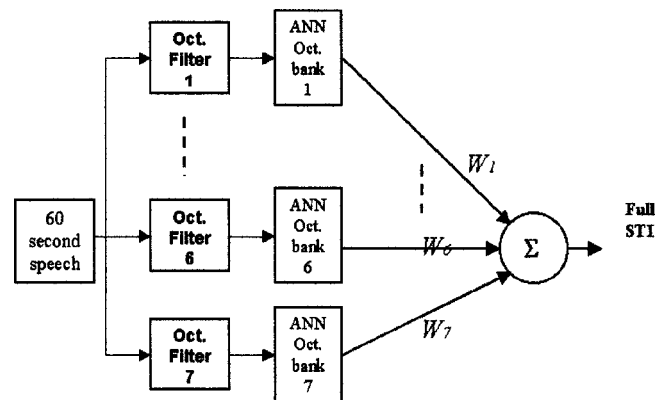 Oct.
Filter
1
ANN
Oct.
bank
1
W1
60
second
speech
Oct.
Filter
6
ANN
Oct.
bank
6
W6
Σ
Full
STI
Oct.
Filter
7
ANN
Oct.
bank
7
W7